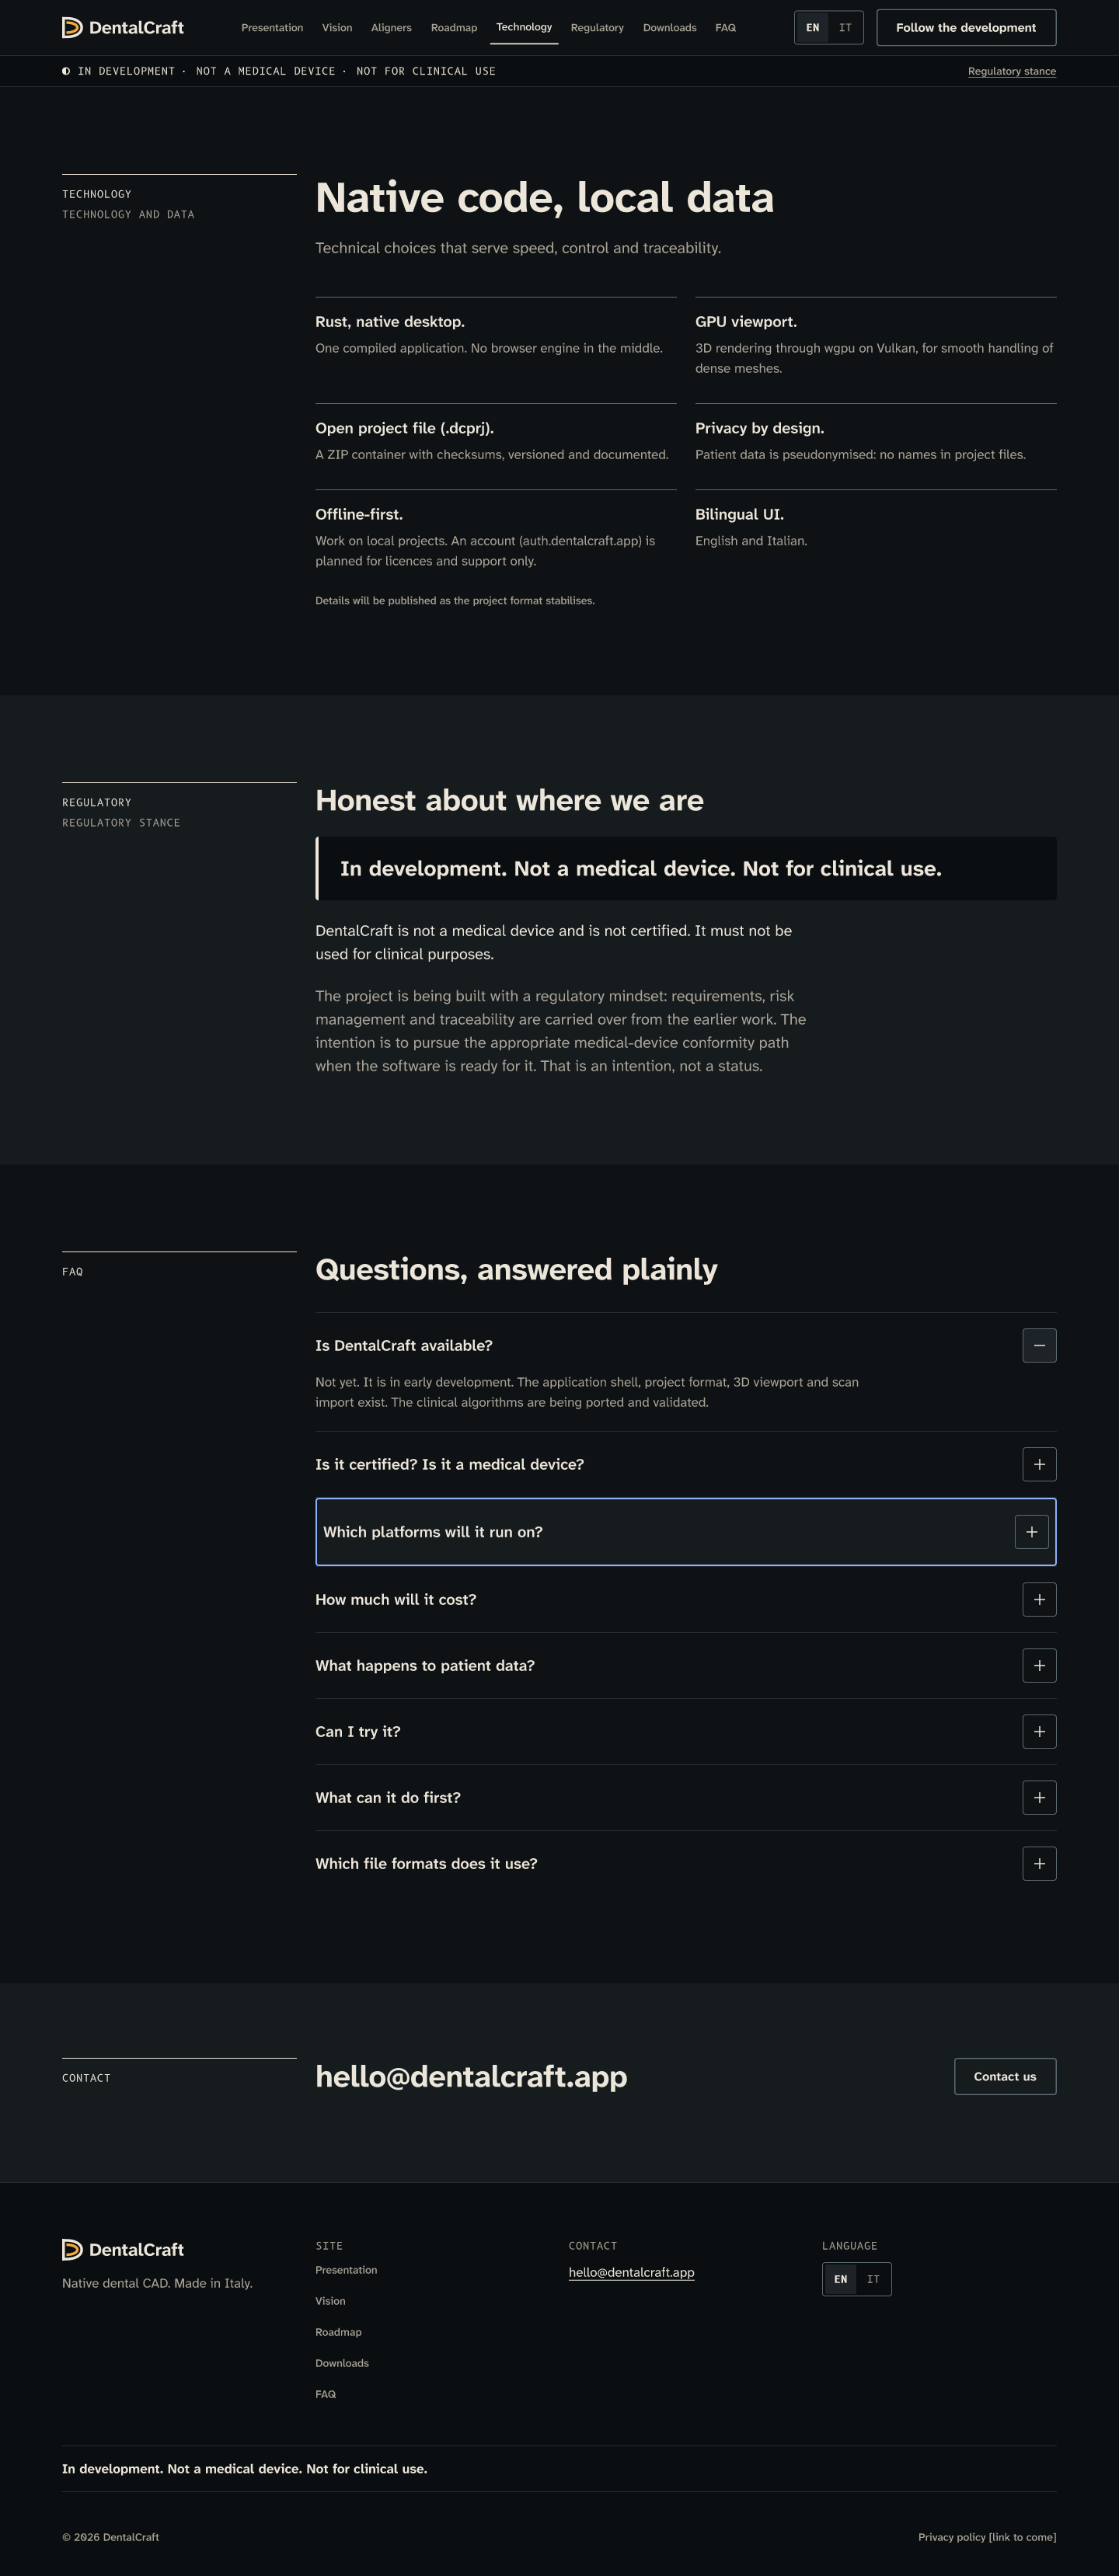 DentalCraft
Presentation
Vision
Aligners
Roadmap
Technology
Regulatory
Downloads
FAQ
EN
IT
Follow the development
IN DEVELOPMENT · NOT A MEDICAL DEVICE · NOT FOR CLINICAL USE
Regulatory stance
TECHNOLOGY
TECHNOLOGY AND DATA
Native code, local data
Technical choices that serve speed, control and traceability.
Rust, native desktop.
One compiled application. No browser engine in the middle.
GPU viewport.
3D rendering through wgpu on Vulkan, for smooth handling of
dense meshes.
Open project file (.dcprj).
A ZIP container with checksums, versioned and documented.
Privacy by design.
Patient data is pseudonymised: no names in project files.
Offline-first.
Work on local projects. An account (auth.dentalcraft.app) is
planned for licences and support only.
Bilingual UI.
English and Italian.
Details will be published as the project format stabilises.
REGULATORY
REGULATORY STANCE
Honest about where we are
In development. Not a medical device. Not for clinical use.
DentalCraft is not a medical device and is not certified. It must not be
used for clinical purposes.
The project is being built with a regulatory mindset: requirements, risk
management and traceability are carried over from the earlier work. The
intention is to pursue the appropriate medical-device conformity path
when the software is ready for it. That is an intention, not a status.
FAQ
Questions, answered plainly
Is DentalCraft available?
Not yet. It is in early development. The application shell, project format, 3D viewport and scan
import exist. The clinical algorithms are being ported and validated.
Is it certified? Is it a medical device?
Which platforms will it run on?
How much will it cost?
What happens to patient data?
Can I try it?
What can it do first?
Which file formats does it use?
CONTACT
hello@dentalcraft.app
Contact us
DentalCraft
Native dental CAD. Made in Italy.
SITE
Presentation
Vision
Roadmap
Downloads
FAQ
CONTACT
hello@dentalcraft.app
LANGUAGE
EN
IT
In development. Not a medical device. Not for clinical use.
© 2026 DentalCraft
Privacy policy [link to come]